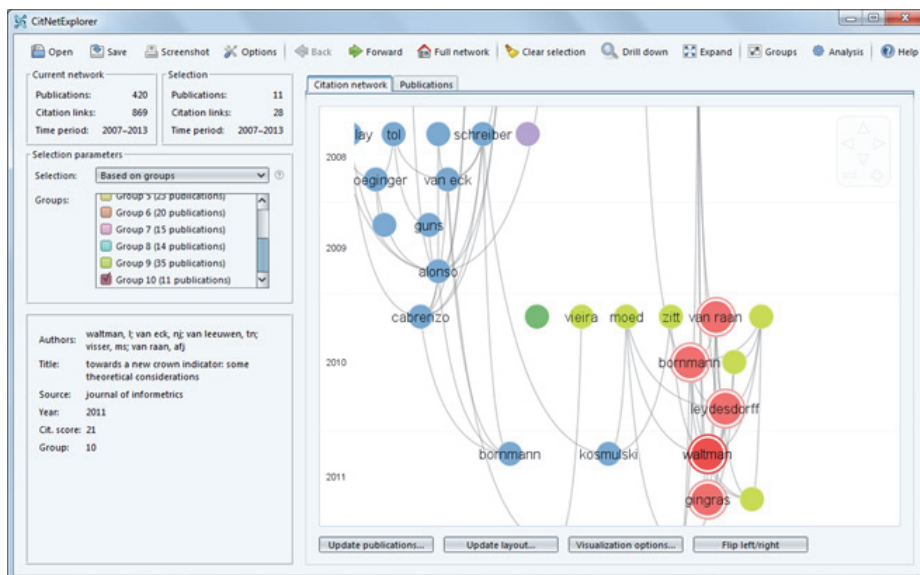 CitNetExplorer
Open Save Screenshot Options Back Forward Full network Clear selection Drill down Expand Groups Analysis Help
Current network
Publications: 420
Citation links: 869
Time period: 2007–2013
Selection
Publications: 11
Citation links: 28
Time period: 2007–2013
Selection parameters
Selection: Based on groups
Groups:
Group 5 (23 publications)
Group 6 (20 publications)
Group 7 (15 publications)
Group 8 (14 publications)
Group 9 (35 publications)
Group 10 (11 publications)
Authors: waltman, l; van eck, nj; van leeuwen, tn;
visser, ms; van raan, afj
Title: towards a new crown indicator: some
theoretical considerations
Source: journal of informetrics
Year: 2011
Cit. score: 21
Group: 10
Citation network Publications
lay tol schreiber
2008
oeginger van eck
guns
2009
alonso
cabrenzo vieira moed zitt van raan
2010
bornmann
leydesdorff
bornmann kosmulski waltman
2011
gingras
Update publications... Update layout... Visualization options... Flip left/right